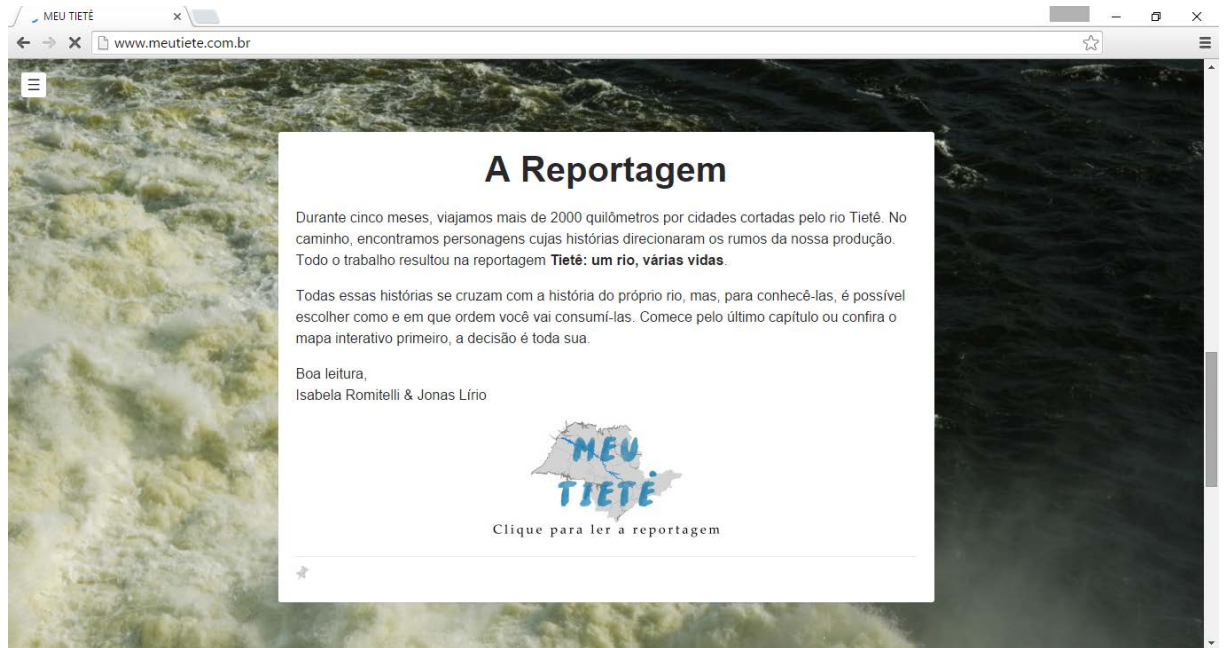 MEU TIETÊ
www.meutiete.com.br
A Reportagem
Durante cinco meses, viajamos mais de 2000 quilômetros por cidades cortadas pelo rio Tietê. No
caminho, encontramos personagens cujas histórias direcionaram os rumos da nossa produção.
Todo o trabalho resultou na reportagem Tietê: um rio, várias vidas.
Todas essas histórias se cruzam com a história do próprio rio, mas, para conhecê-las, é possível
escolher como e em que ordem você vai consumí-las. Comece pelo último capítulo ou confira o
mapa interativo primeiro, a decisão é toda sua.
Boa leitura,
Isabela Romitelli & Jonas Lírio
MEU
TIETÊ
Clique para ler a reportagem